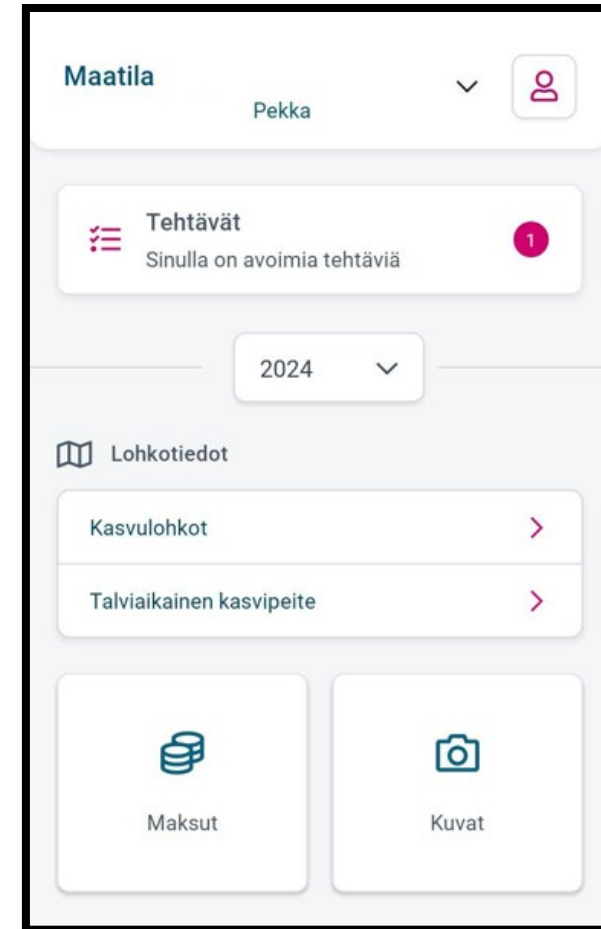 Maatila
Pekka
Tehtävät
Sinulla on avoimia tehtäviä
1
2024
Lohkotiedot
Kasvulohkot
Talviaikainen kasvipeite
Maksut
Kuvat